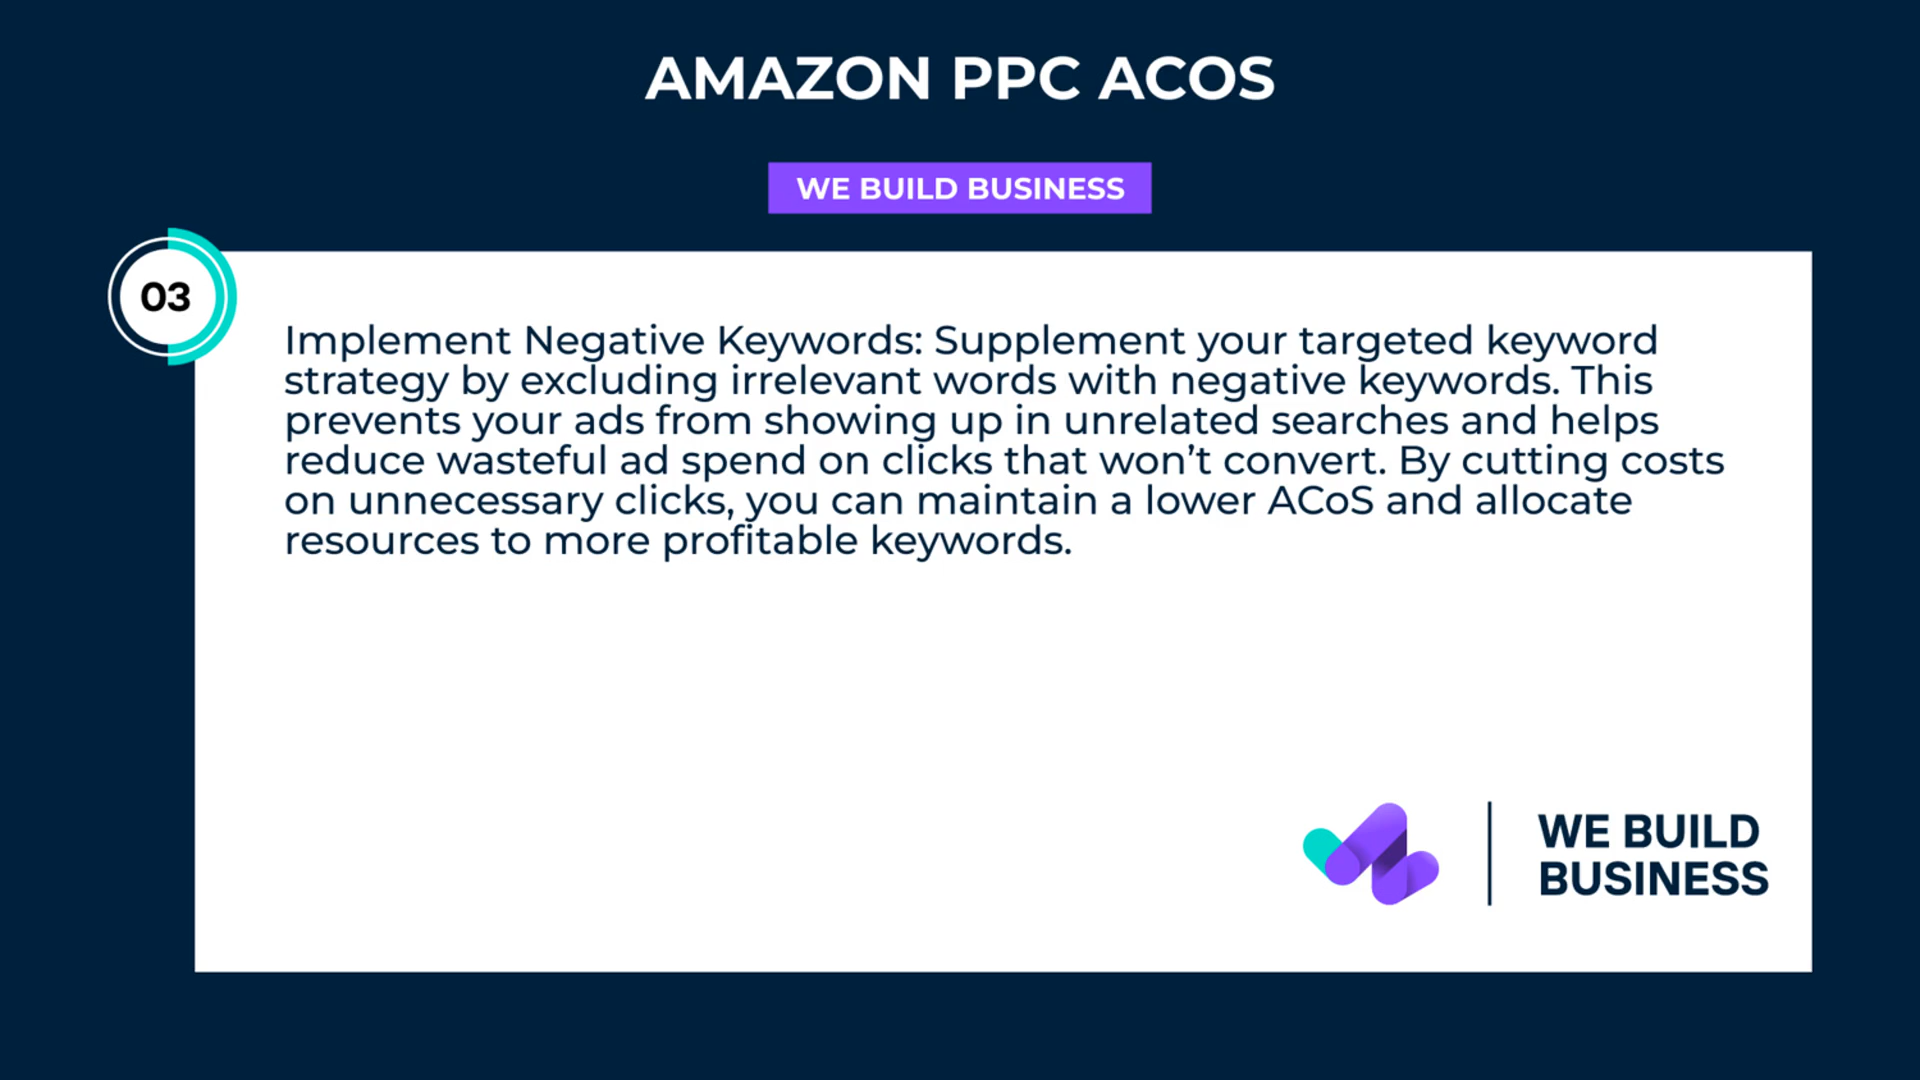 AMAZON PPC ACOS
WE BUILD BUSINESS
03
Implement Negative Keywords: Supplement your targeted keyword
strategy by excluding irrelevant words with negative keywords. This
prevents your ads from showing up in unrelated searches and helps
reduce wasteful ad spend on clicks that won’t convert. By cutting costs
on unnecessary clicks, you can maintain a lower ACoS and allocate
resources to more profitable keywords.
WE BUILD
BUSINESS